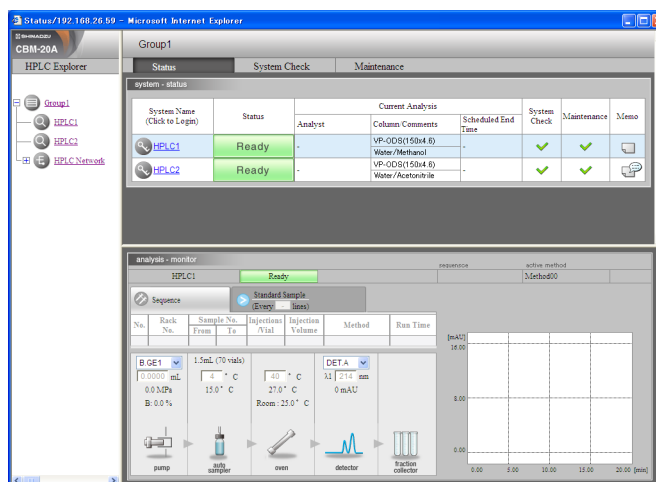 Status/192.168.26.59 - Microsoft Internet Explorer
SHIMADZU
CBM-20A
HPLC Explorer
Group1
HPLC1
HPLC2
HPLC Network
Group1
Status System Check Maintenance
system - status
System Name
(Click to Login)
Status
Current Analysis
Analyst Column/Comments Scheduled End Time
System Check
Maintenance
Memo
HPLC1 Ready - VP-ODS(150x4.6) -
Water/Methanol
HPLC2 Ready - VP-ODS(150x4.6) -
Water/Acetonitrile
analysis - monitor
sequence active method
HPLC1 Ready Method00
Sequence
Standard Sample
(Every - lines)
No. Rack No. Sample No. From To Injections /Vial Injection Volume Method Run Time
B.GE1 1.5mL (70 vials) DET.A
0.0000 mL 4 ° C 40 ° C λ1 214 nm
0.0 MPa 15.0° C 27.0° C 0 mAU
B: 0.0 % Room : 25.0° C
pump auto sampler oven detector fraction collector
[mAU]
16.00
8.00
0.00
0.00 5.00 10.00 15.00 20.00 [min]